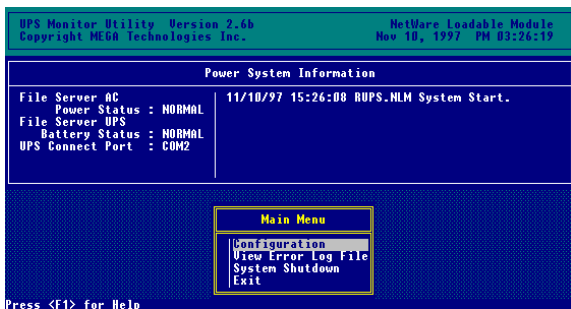 UPS Monitor Utility Version 2.6b NetWare Loadable Module
Copyright MEGA Technologies Inc. Nov 10, 1997 PM 03:26:19
Power System Information
File Server AC 11/10/97 15:26:08 RUPS.NLM System Start.
Power Status : NORMAL
File Server UPS
Battery Status : NORMAL
UPS Connect Port : COM2
Main Menu
Configuration
View Error Log File
System Shutdown
Exit
Press <F1> for Help